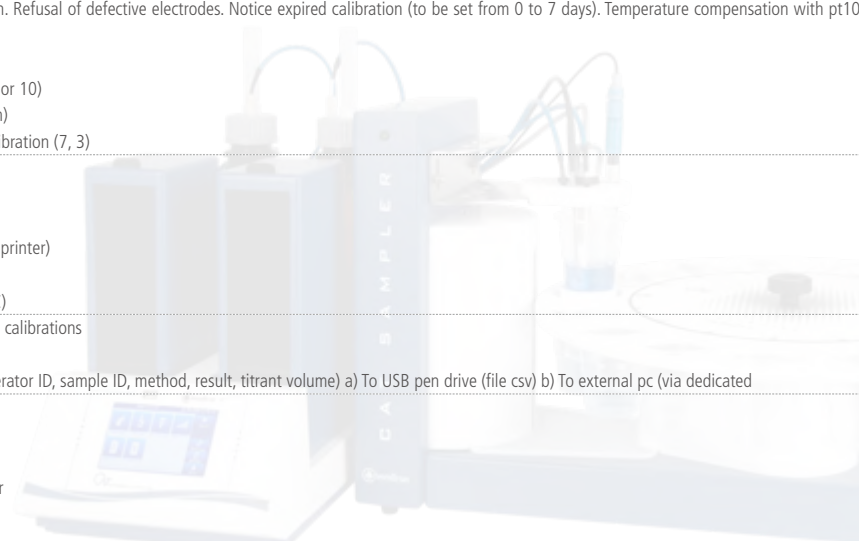 n. Refusal of defective electrodes. Notice expired calibration (to be set from 0 to 7 days). Temperature compensation with pt10
or 10)
n)
bration (7, 3)
printer)
)
calibrations
erator ID, sample ID, method, result, titrant volume) a) To USB pen drive (file csv) b) To external pc (via dedicated
r
SAMPLER